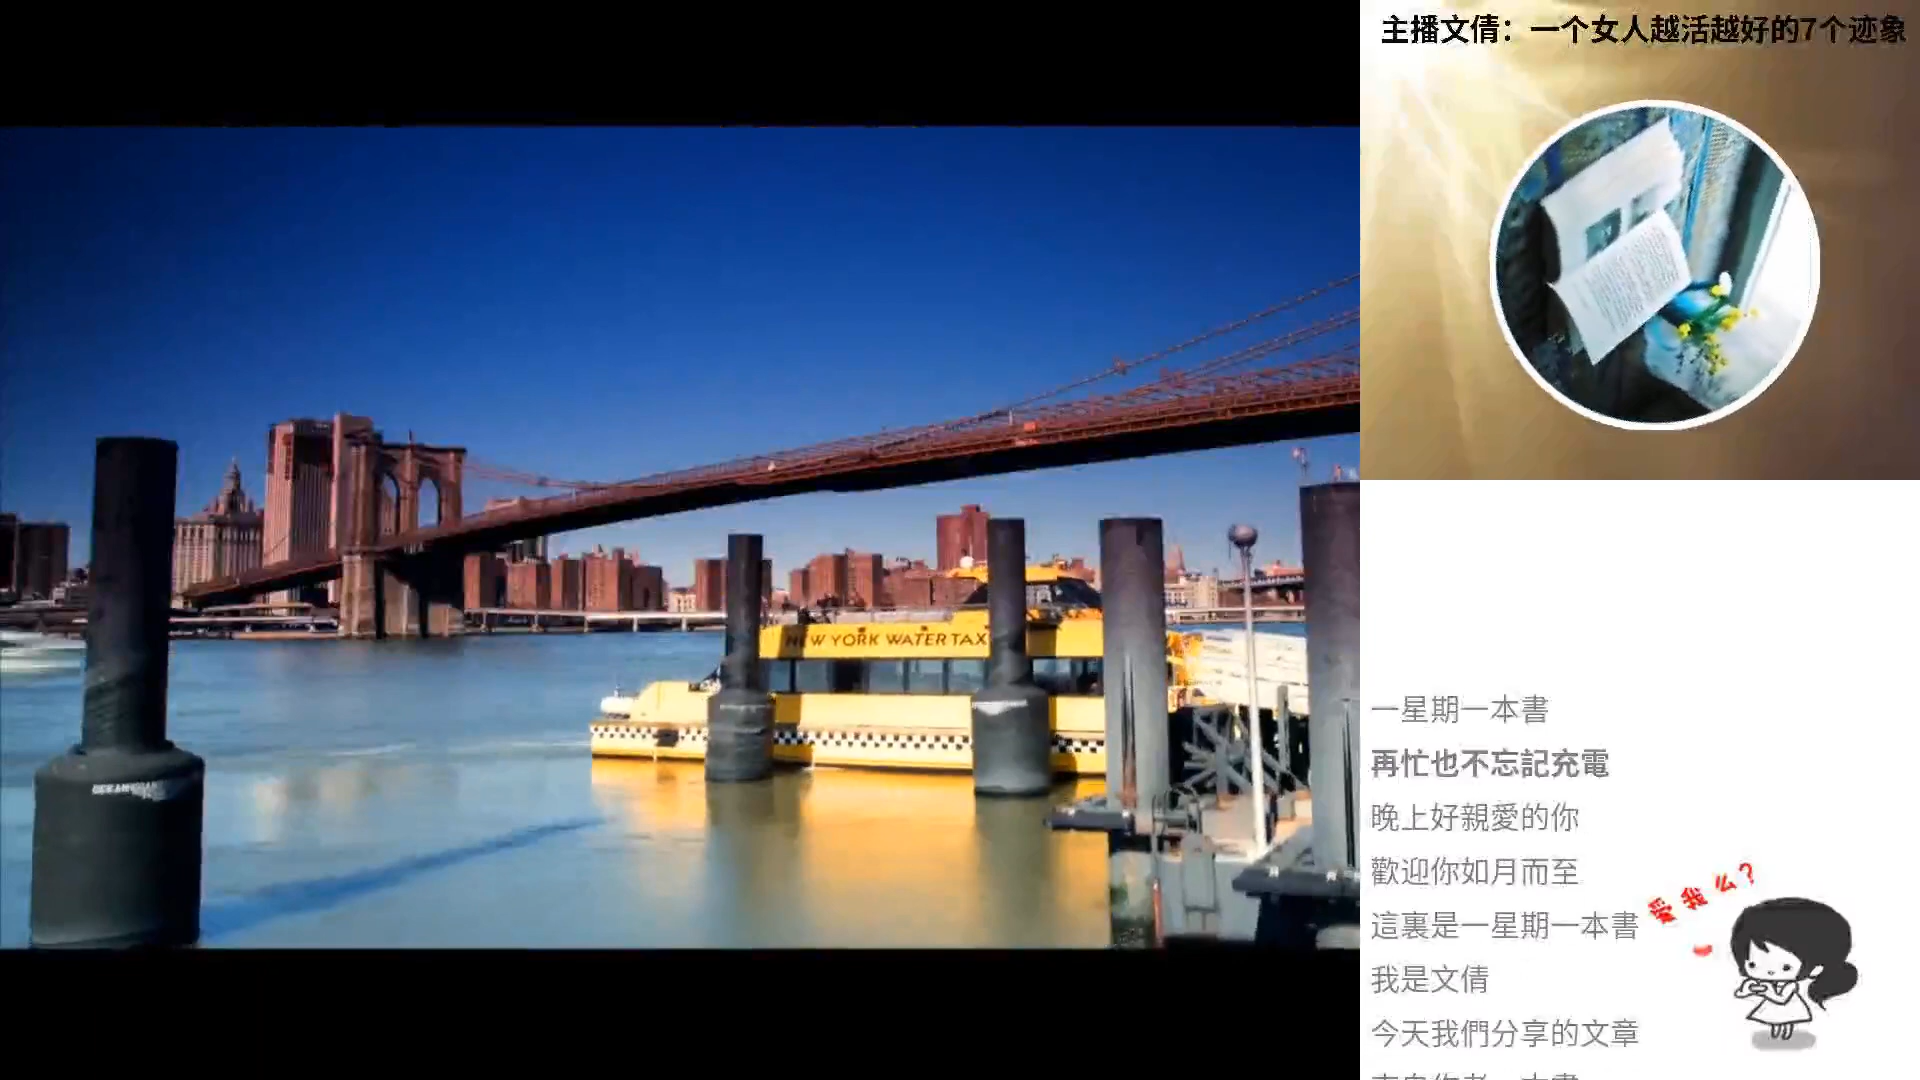 主播文倩：一个女人越活越好的7个迹象
NEW YORK WATER TAX
一星期一本書
再忙也不忘記充電
晚上好親愛的你
歡迎你如月而至
這裏是一星期一本書
我是文倩
今天我們分享的文章
爱我么？